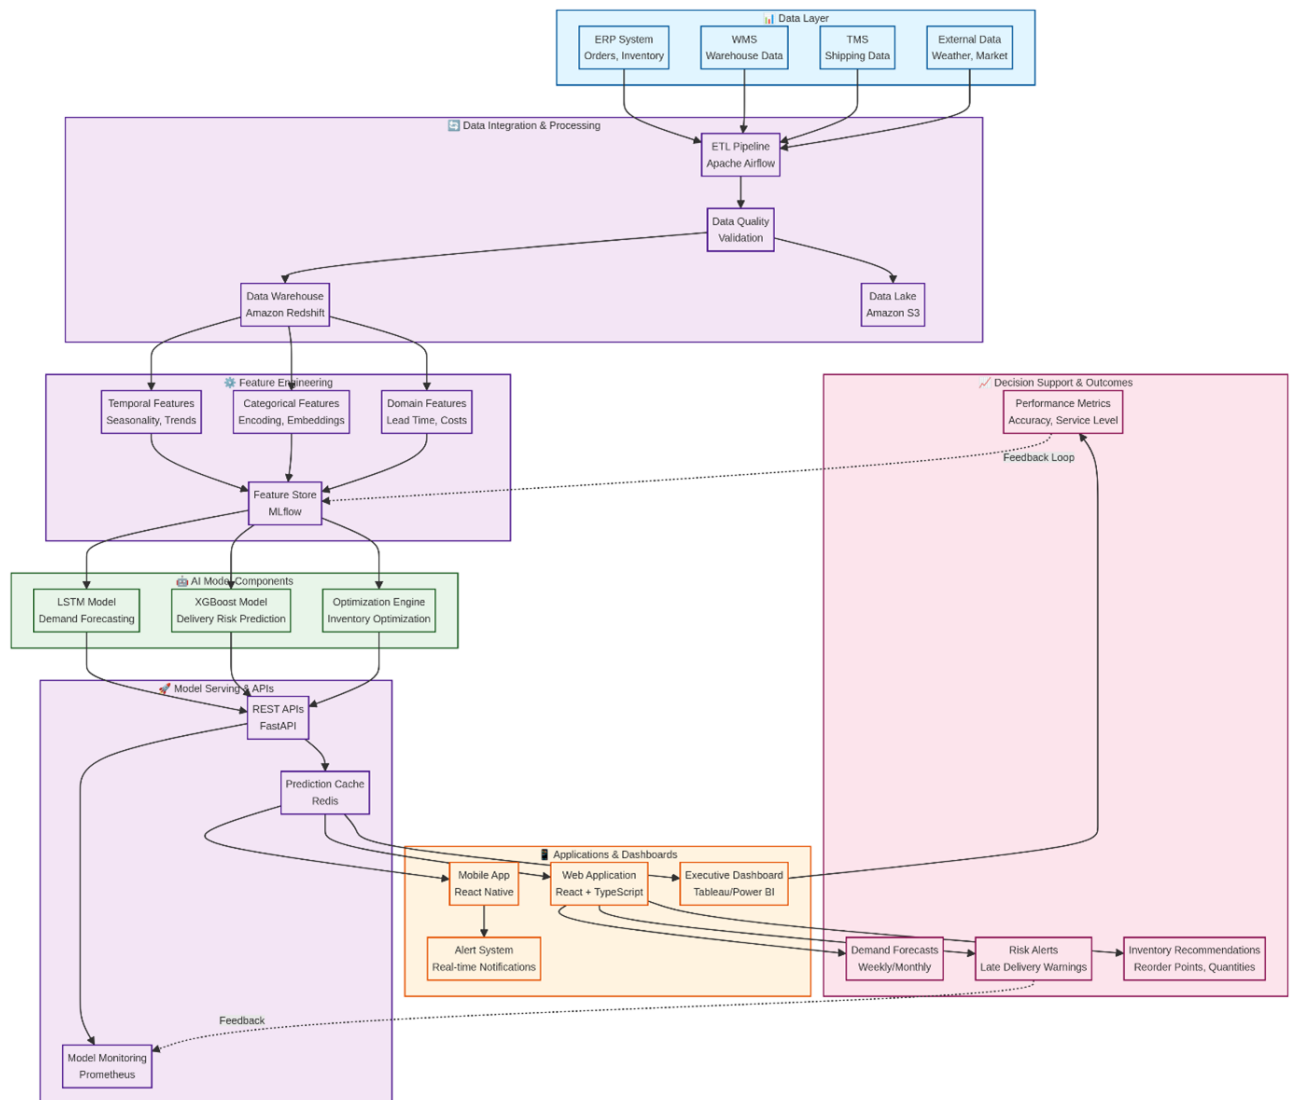 📊 Data Layer
ERP System
Orders, Inventory
WMS
Warehouse Data
TMS
Shipping Data
External Data
Weather, Market
🔄 Data Integration & Processing
ETL Pipeline
Apache Airflow
Data Quality
Validation
Data Warehouse
Amazon Redshift
Data Lake
Amazon S3
⚙️ Feature Engineering
Temporal Features
Seasonality, Trends
Categorical Features
Encoding, Embeddings
Domain Features
Lead Time, Costs
Feature Store
MLflow
📈 Decision Support & Outcomes
Performance Metrics
Accuracy, Service Level
Feedback Loop
🤖 AI Model Components
LSTM Model
Demand Forecasting
XGBoost Model
Delivery Risk Prediction
Optimization Engine
Inventory Optimization
🚀 Model Serving & APIs
REST APIs
FastAPI
Prediction Cache
Redis
📱 Applications & Dashboards
Mobile App
React Native
Web Application
React + TypeScript
Executive Dashboard
Tableau/Power BI
Alert System
Real-time Notifications
Demand Forecasts
Weekly/Monthly
Risk Alerts
Late Delivery Warnings
Inventory Recommendations
Reorder Points, Quantities
Feedback
Model Monitoring
Prometheus